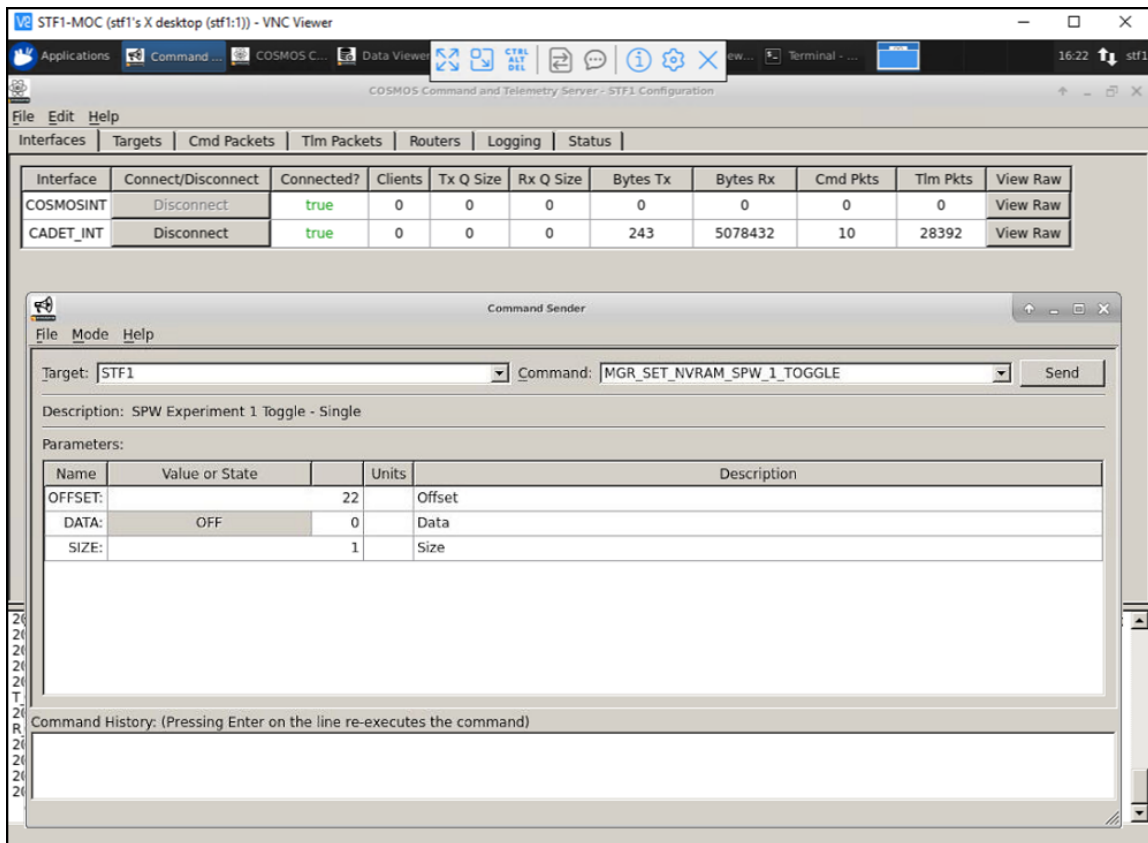 STF1-MOC (stf1's X desktop (stf1:1)) - VNC Viewer
Applications Command ... COSMOS C... Data Viewer CTRL ALT DEL ew... Terminal - ... 16:22 stf1
COSMOS Command and Telemetry Server - STF1 Configuration
File Edit Help
Interfaces Targets Cmd Packets Tlm Packets Routers Logging Status
Interface Connect/Disconnect Connected? Clients Tx Q Size Rx Q Size Bytes Tx Bytes Rx Cmd Pkts Tlm Pkts View Raw
COSMOSINT Disconnect true 0 0 0 0 0 0 0 View Raw
CADET_INT Disconnect true 0 0 0 243 5078432 10 28392 View Raw
Command Sender
File Mode Help
Target: STF1 Command: MGR_SET_NVRAM_SPW_1_TOGGLE Send
Description: SPW Experiment 1 Toggle - Single
Parameters:
Name Value or State Units Description
OFFSET: 22 Offset
DATA: OFF 0 Data
SIZE: 1 Size
Command History: (Pressing Enter on the line re-executes the command)